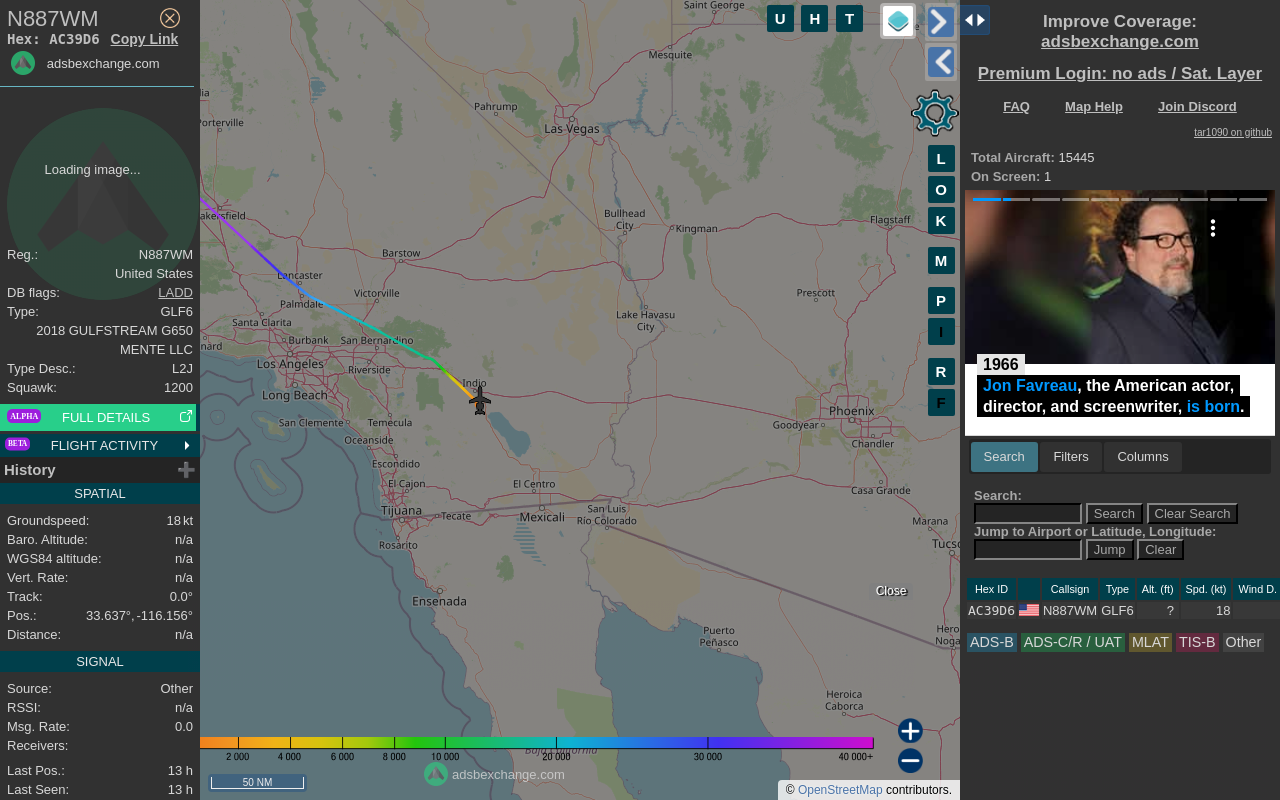 N887WM
Hex: AC39D6 Copy Link
adsbexchange.com
Loading image...
Reg.: N887WM
United States
DB flags: LADD
Type: GLF6
2018 GULFSTREAM G650
MENTE LLC
Type Desc.: L2J
Squawk: 1200
ALPHA FULL DETAILS
BETA FLIGHT ACTIVITY
History
SPATIAL
Groundspeed: 18 kt
Baro. Altitude: n/a
WGS84 altitude: n/a
Vert. Rate: n/a
Track: 0.0°
Pos.: 33.637°, -116.156°
Distance: n/a
SIGNAL
Source: Other
RSSI: n/a
Msg. Rate: 0.0
Receivers:
Last Pos.: 13 h
Last Seen: 13 h
Saint George
U H T
Mesquite
Porterville
Pahrump
Las Vegas
L
O
K
M
P
I
R
F
Bullhead
City
Kingman
Flagstaff
Barstow
Lancaster
Victorville
Palmdale
Prescott
Lake Havasu
City
Santa Clarita
Burbank
San Bernardino
Los Angeles
Riverside
Indio
Long Beach
Phoenix
San Clemente
Temecula
Goodyear
Oceanside
Chandler
Escondido
El Cajon
El Centro
Casa Grande
Tijuana
Tecate
Mexicali
San Luis
Río Colorado
Marana
Rosarito
Close
Ensenada
Puerto
Peñasco
Heroica
Caborca
2 000 4 000 6 000 8 000 10 000 20 000 30 000 40 000+
Baja California
adsbexchange.com
50 NM
© OpenStreetMap contributors.
Improve Coverage:
adsbexchange.com
Premium Login: no ads / Sat. Layer
FAQ Map Help Join Discord
tar1090 on github
Total Aircraft: 15445
On Screen: 1
1966
Jon Favreau, the American actor,
director, and screenwriter, is born.
Search Filters Columns
Search:
Search Clear Search
Jump to Airport or Latitude, Longitude:
Jump Clear
Hex ID Callsign Type Alt. (ft) Spd. (kt) Wind D.
AC39D6 N887WM GLF6 ? 18
ADS-B ADS-C/R / UAT MLAT TIS-B Other